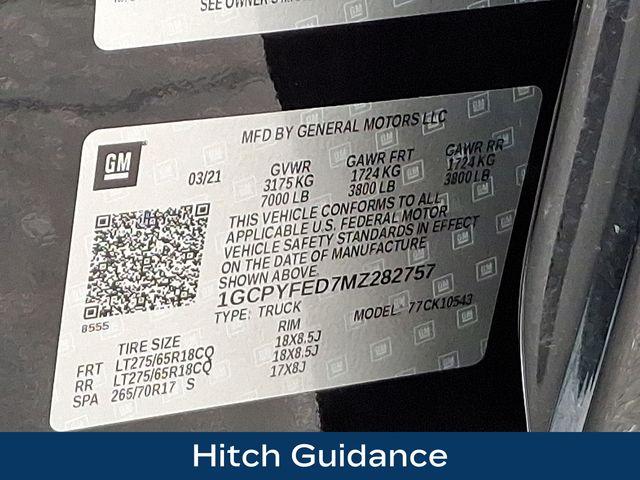 SEE OWNER'S
GM
MFD BY GENERAL MOTORS LLC
03/21
GVWR GAWR FRT GAWR RR
3175 KG 1724 KG 1724 KG
7000 LB 3800 LB 3800 LB
THIS VEHICLE CONFORMS TO ALL
APPLICABLE U.S. FEDERAL MOTOR
VEHICLE SAFETY STANDARDS IN EFFECT
ON THE DATE OF MANUFACTURE
SHOWN ABOVE.
1GCPYFED7MZ282757
TYPE: TRUCK MODEL- 77CK10543
8555
TIRE SIZE RIM
FRT LT275/65R18CQ 18X8.5J
RR LT275/65R18CQ 18X8.5J
SPA 265/70R17 S 17X8J
Hitch Guidance